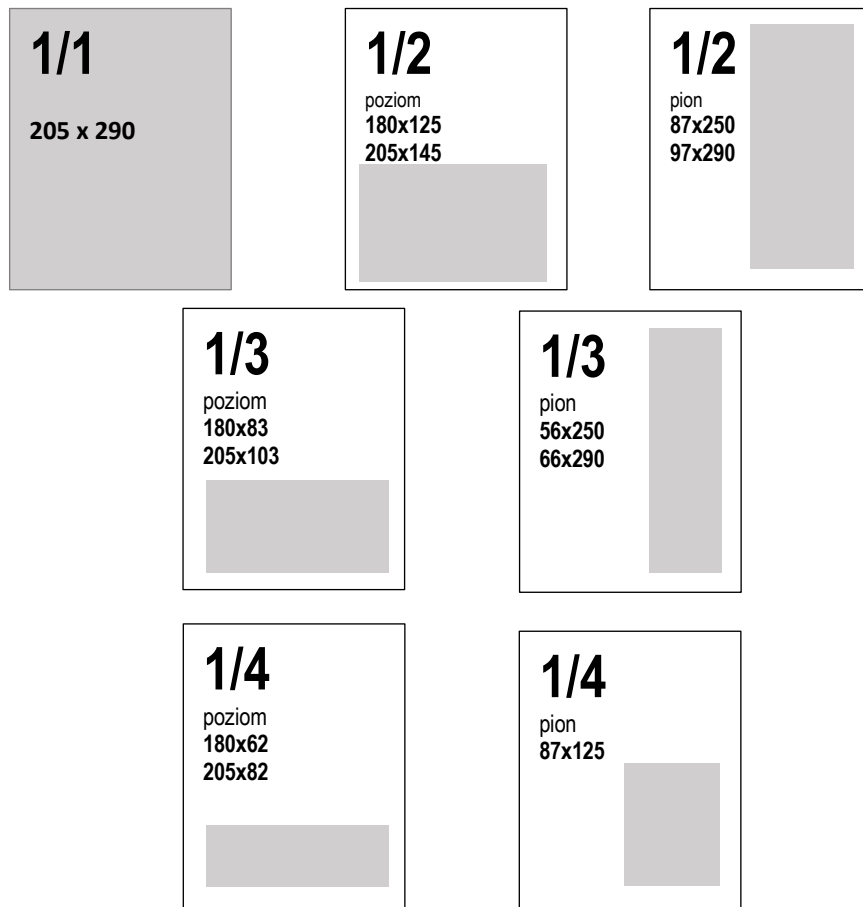 1/1
205 x 290
1/2
poziom
180x125
205x145
1/2
pion
87x250
97x290
1/3
poziom
180x83
205x103
1/3
pion
56x250
66x290
1/4
poziom
180x62
205x82
1/4
pion
87x125